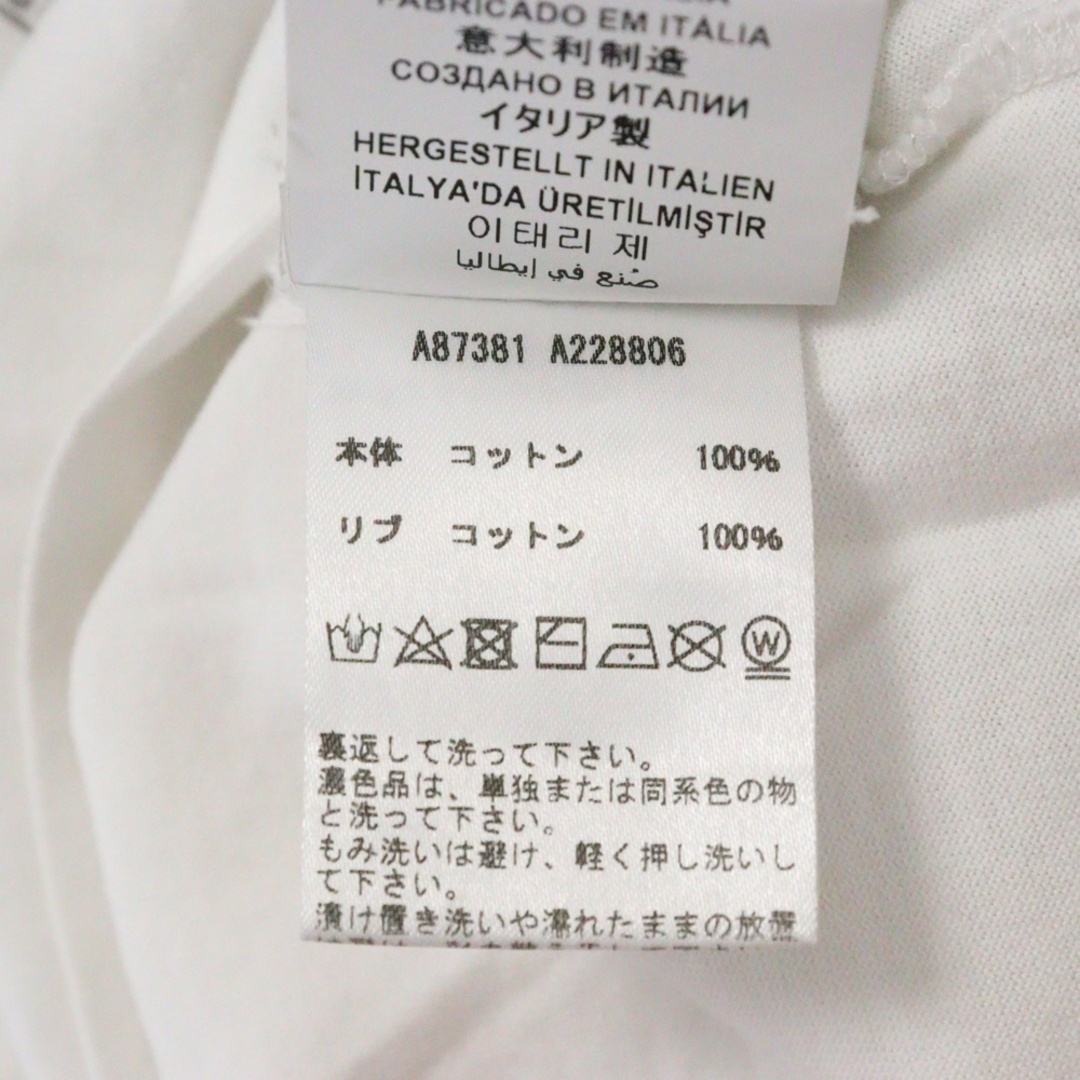 FABRICADO EM ITÁLIA
意大利制造
СОЗДАНО В ИТАЛИИ
イタリア製
HERGESTELLT IN ITALIEN
İTALYA'DA ÜRETİLMİŞTİR
이태리 제
صُنع في إيطاليا
A87381 A228806
本体 コットン 100%
リブ コットン 100%
W
裏返して洗って下さい。
濃色品は、単独または同系色の物
と洗って下さい。
もみ洗いは避け、軽く押し洗いし
て下さい。
漬け置き洗いや濡れたままの放置